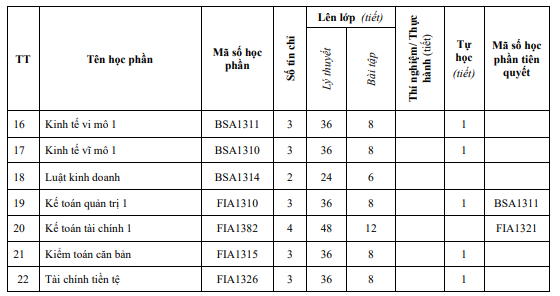 TT Tên học phần Mã số học phần Số tín chỉ Lên lớp (tiết) Lý thuyết Bài tập Thí nghiệm/ Thực hành (tiết) Tự học (tiết) Mã số học phần tiên quyết
16 Kinh tế vi mô 1 BSA1311 3 36 8 1
17 Kinh tế vĩ mô 1 BSA1310 3 36 8 1
18 Luật kinh doanh BSA1314 2 24 6
19 Kế toán quản trị 1 FIA1310 3 36 8 1 BSA1311
20 Kế toán tài chính 1 FIA1382 4 48 12 FIA1321
21 Kiểm toán căn bản FIA1315 3 36 8 1
22 Tài chính tiền tệ FIA1326 3 36 8 1